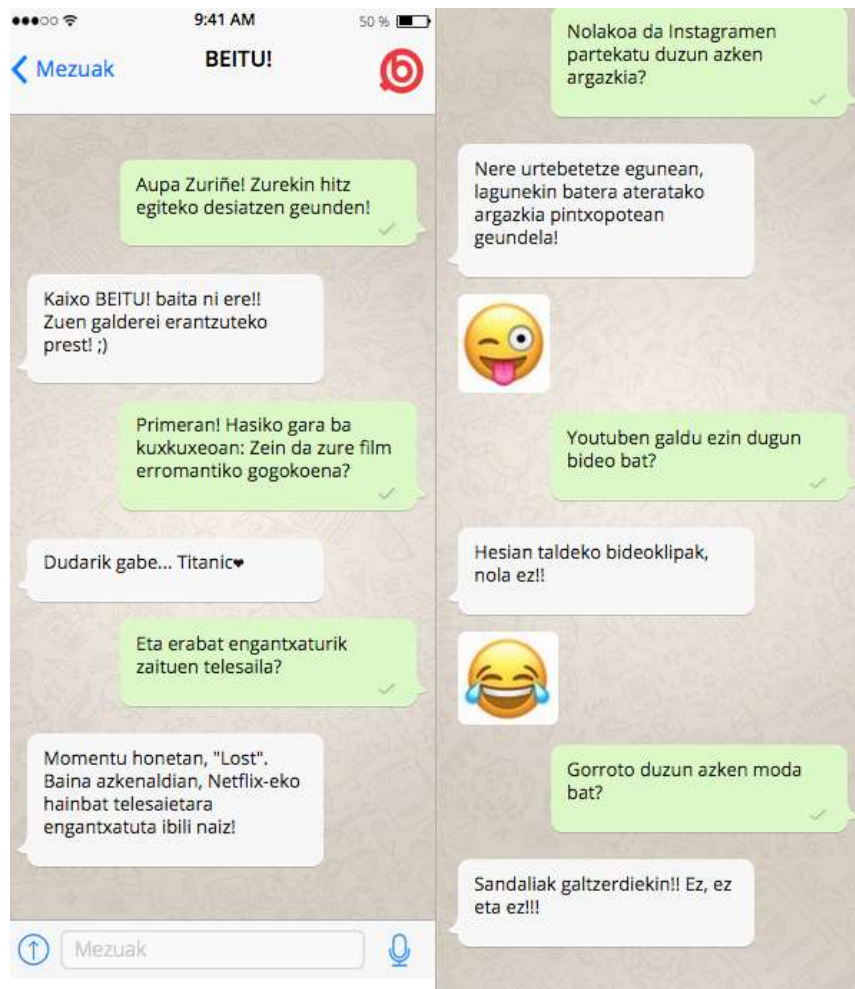 9:41 AM
50 %
Mezuak
BEITU!
b
Aupa Zuriñe! Zurekin hitz
egiteko desiatzen geunden!
Kaixo BEITU! baita ni ere!!
Zuen galderei erantzuteko
prest! ;)
Primeran! Hasiko gara ba
kuxkuxeoan: Zein da zure film
erromantiko gogokoena?
Dudarik gabe... Titanic❤
Eta erabat engantxaturik
zaituen telesaila?
Momentu honetan, "Lost".
Baina azkenaldian, Netflix-eko
hainbat telesaietara
engantxatuta ibili naiz!
Mezuak
Nolakoa da Instagramen
partekatu duzun azken
argazkia?
Nere urtebetetze egunean,
lagunekin batera ateratako
argazkia pintxopotean
geundela!
Youtuben galdu ezin dugun
bideo bat?
Hesian taldeko bideoklipak,
nola ez!!
Gorroto duzun azken moda
bat?
Sandaliak galtzerdiekin!! Ez, ez
eta ez!!!